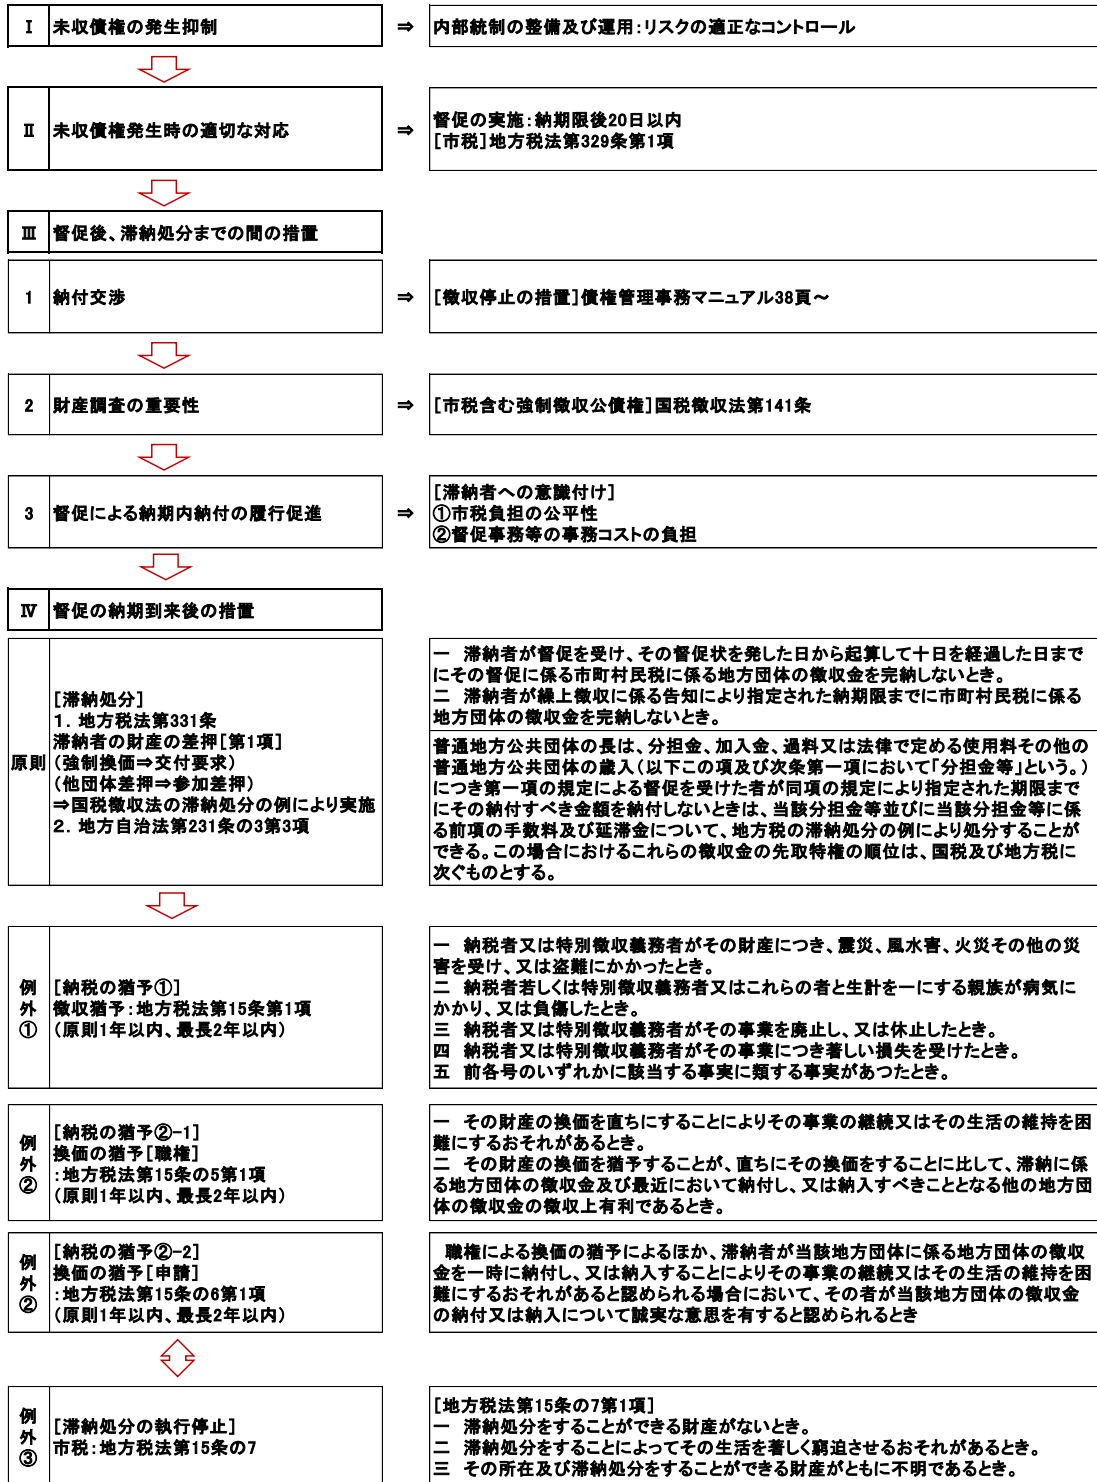 Ⅰ 未収債権の発生抑制 ⇒ 内部統制の整備及び運用：リスクの適正なコントロール
Ⅱ 未収債権発生時の適切な対応 ⇒
督促の実施：納期限後20日以内
［市税］地方税法第329条第1項
Ⅲ 督促後、滞納処分までの間の措置
1 納付交渉 ⇒ ［徴収停止の措置］債権管理事務マニュアル38頁～
2 財産調査の重要性 ⇒ ［市税含む強制徴収公債権］国税徴収法第141条
3 督促による納期内納付の履行促進 ⇒
［滞納者への意識付け］
①市税負担の公平性
②督促事務等の事務コストの負担
Ⅳ 督促の納期到来後の措置
原則
［滞納処分］
１．地方税法第331条
滞納者の財産の差押［第1項］
（強制換価⇒交付要求）
（他団体差押⇒参加差押）
⇒国税徴収法の滞納処分の例により実施
２．地方自治法第231条の3第3項
一　滞納者が督促を受け、その督促状を発した日から起算して十日を経過した日まで
にその督促に係る市町村民税に係る地方団体の徴収金を完納しないとき。
二　滞納者が繰上徴収に係る告知により指定された納期限までに市町村民税に係る
地方団体の徴収金を完納しないとき。
普通地方公共団体の長は、分担金、加入金、過料又は法律で定める使用料その他の
普通地方公共団体の歳入（以下この項及び次条第一項において「分担金等」という。）
につき第一項の規定による督促を受けた者が同項の規定により指定された期限まで
にその納付すべき金額を納付しないときは、当該分担金等並びに当該分担金等に係
る前項の手数料及び延滞金について、地方税の滞納処分の例により処分することが
できる。この場合におけるこれらの徴収金の先取特権の順位は、国税及び地方税に
次ぐものとする。
例
外
①
［納税の猶予①］
徴収猶予：地方税法第15条第1項
（原則1年以内、最長2年以内）
一　納税者又は特別徴収義務者がその財産につき、震災、風水害、火災その他の災
害を受け、又は盗難にかかったとき。
二　納税者若しくは特別徴収義務者又はこれらの者と生計を一にする親族が病気に
かかり、又は負傷したとき。
三　納税者又は特別徴収義務者がその事業を廃止し、又は休止したとき。
四　納税者又は特別徴収義務者がその事業につき著しい損失を受けたとき。
五　前各号のいずれかに該当する事実に類する事実があつたとき。
例
外
②
［納税の猶予②-1］
換価の猶予［職権］
：地方税法第15条の5第1項
（原則1年以内、最長2年以内）
一　その財産の換価を直ちにすることによりその事業の継続又はその生活の維持を困
難にするおそれがあるとき。
二　その財産の換価を猶予することが、直ちにその換価をすることに比して、滞納に係
る地方団体の徴収金及び最近において納付し、又は納入すべきこととなる他の地方団
体の徴収金の徴収上有利であるとき。
例
外
②
［納税の猶予②-2］
換価の猶予［申請］
：地方税法第15条の6第1項
（原則1年以内、最長2年以内）
職権による換価の猶予によるほか、滞納者が当該地方団体に係る地方団体の徴収
金を一時に納付し、又は納入することによりその事業の継続又はその生活の維持を困
難にするおそれがあると認められる場合において、その者が当該地方団体の徴収金
の納付又は納入について誠実な意思を有すると認められるとき
例
外
③
［滞納処分の執行停止］
市税：地方税法第15条の7
［地方税法第15条の7第1項］
一　滞納処分をすることができる財産がないとき。
二　滞納処分をすることによってその生活を著しく窮迫させるおそれがあるとき。
三　その所在及び滞納処分をすることができる財産がともに不明であるとき。